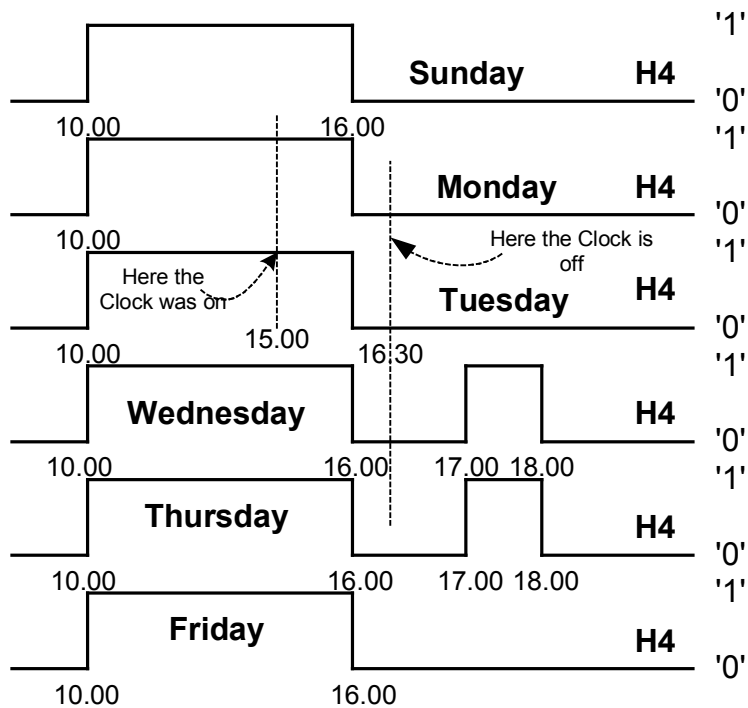 '1'
Sunday H4
'0'
10.00 16.00
'1'
Monday H4
'0'
10.00
Here the Clock is
off
'1'
Here the
Clock was on
Tuesday H4
'0'
15.00
10.00 16:30
'1'
Wednesday H4
'0'
10.00 16.00 17.00 18.00
'1'
Thursday H4
'0'
10.00 16.00 17.00 18.00
'1'
Friday H4
'0'
10.00 16.00